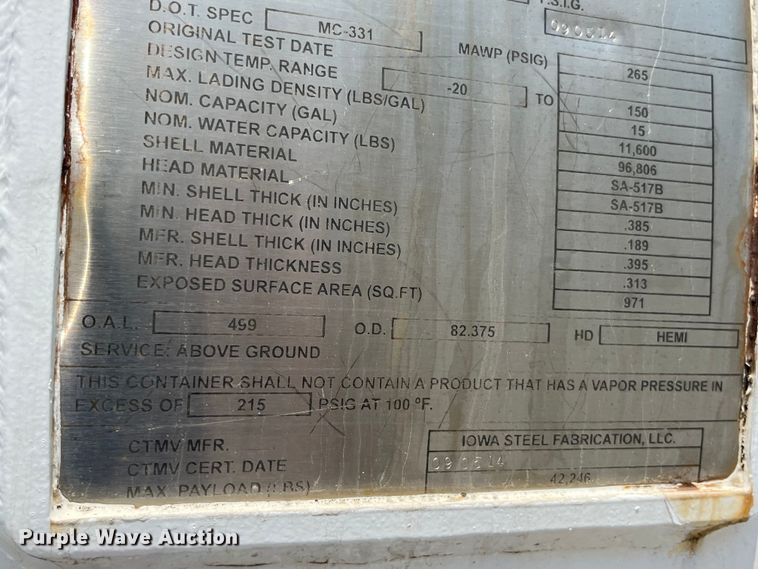 P.S.I.G.
D.O.T. SPEC MC-331 090514
ORIGINAL TEST DATE MAWP (PSIG) 265
DESIGN TEMP. RANGE -20 TO 150
MAX. LADING DENSITY (LBS/GAL) 15
NOM. CAPACITY (GAL) 11,600
NOM. WATER CAPACITY (LBS) 96,806
SHELL MATERIAL SA-517B
HEAD MATERIAL SA-517B
MIN. SHELL THICK (IN INCHES) .385
MIN. HEAD THICK (IN INCHES) .189
MFR. SHELL THICK (IN INCHES) .395
MFR. HEAD THICKNESS .313
EXPOSED SURFACE AREA (SQ.FT) 971
O.A.L. 499 O.D. 82.375 HD HEMI
SERVICE: ABOVE GROUND
THIS CONTAINER SHALL NOT CONTAIN A PRODUCT THAT HAS A VAPOR PRESSURE IN
EXCESS OF 215 PSIG AT 100 ºF.
CTMV MFR. IOWA STEEL FABRICATION, LLC.
CTMV CERT. DATE 090514
MAX. PAYLOAD (LBS) 42,246
Purple Wave Auction